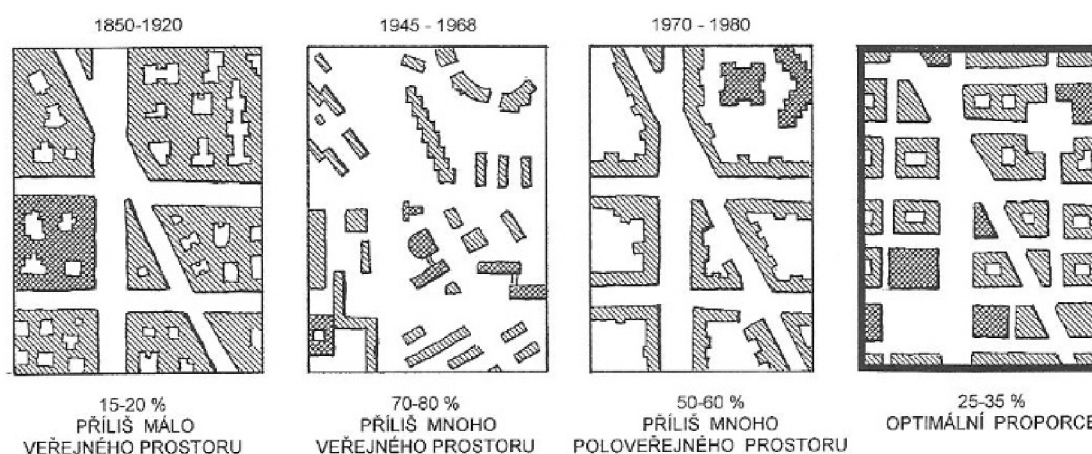 1850-1920
15-20 %
PŘÍLIŠ MÁLO
VEŘEJNÉHO PROSTORU
1945 - 1968
70-80 %
PŘÍLIŠ MNOHO
VEŘEJNÉHO PROSTORU
1970 - 1980
50-60 %
PŘÍLIŠ MNOHO
POLOVEŘEJNÉHO PROSTORU
25-35 %
OPTIMÁLNÍ PROPORCE